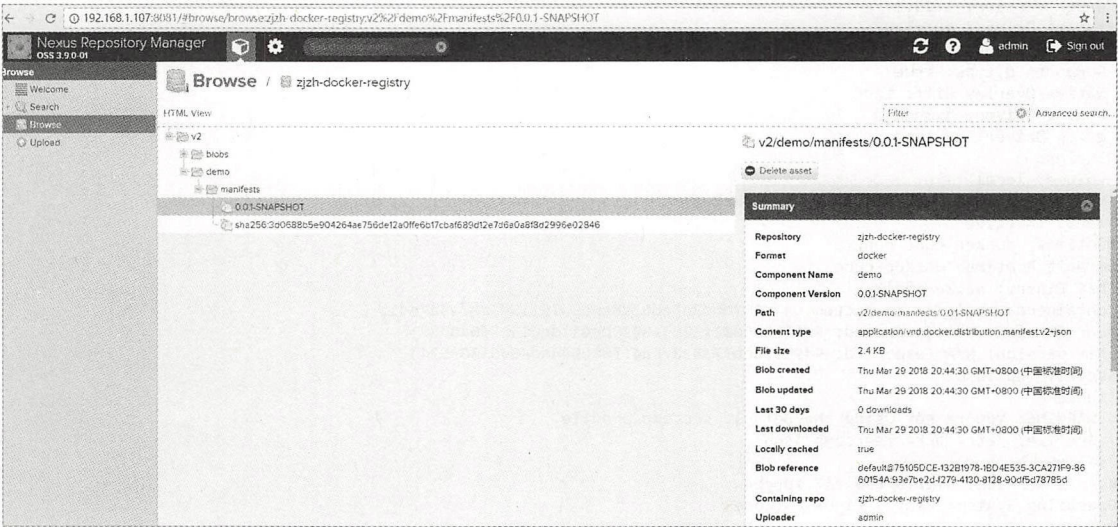 192.168.1.107:8081/#browse/browse:zjzh-docker-registry:v2%2Fdemo%2Fmanifests%2F0.0.1-SNAPSHOT
Nexus Repository Manager
OSS 3.9.0-01
admin
Sign out
Browse
Welcome
Search
Browse
Upload
Browse / zjzh-docker-registry
HTML View
Filter
Advanced search...
v2
blobs
demo
manifests
0.0.1-SNAPSHOT
v2/demo/manifests/0.0.1-SNAPSHOT
Delete asset
Summary
Repository zjzh-docker-registry
Format docker
Component Name demo
Component Version 0.0.1-SNAPSHOT
Path v2/demo/manifests/0.0.1-SNAPSHOT
Content type application/vnd.docker.distribution.manifest.v2+json
File size 2.4 KB
Blob created Thu Mar 29 2018 20:44:30 GMT+0800 (中国标准时间)
Blob updated Thu Mar 29 2018 20:44:30 GMT+0800 (中国标准时间)
Last 30 days 0 downloads
Last downloaded Thu Mar 29 2018 20:44:30 GMT+0800 (中国标准时间)
Locally cached true
Blob reference default@75105DCE-132B1978-1BD4E535-3CA271F9-86
60154A:93e7be2d-f279-4130-8128-90df5d78785d
Containing repo zjzh-docker-registry
Uploader admin